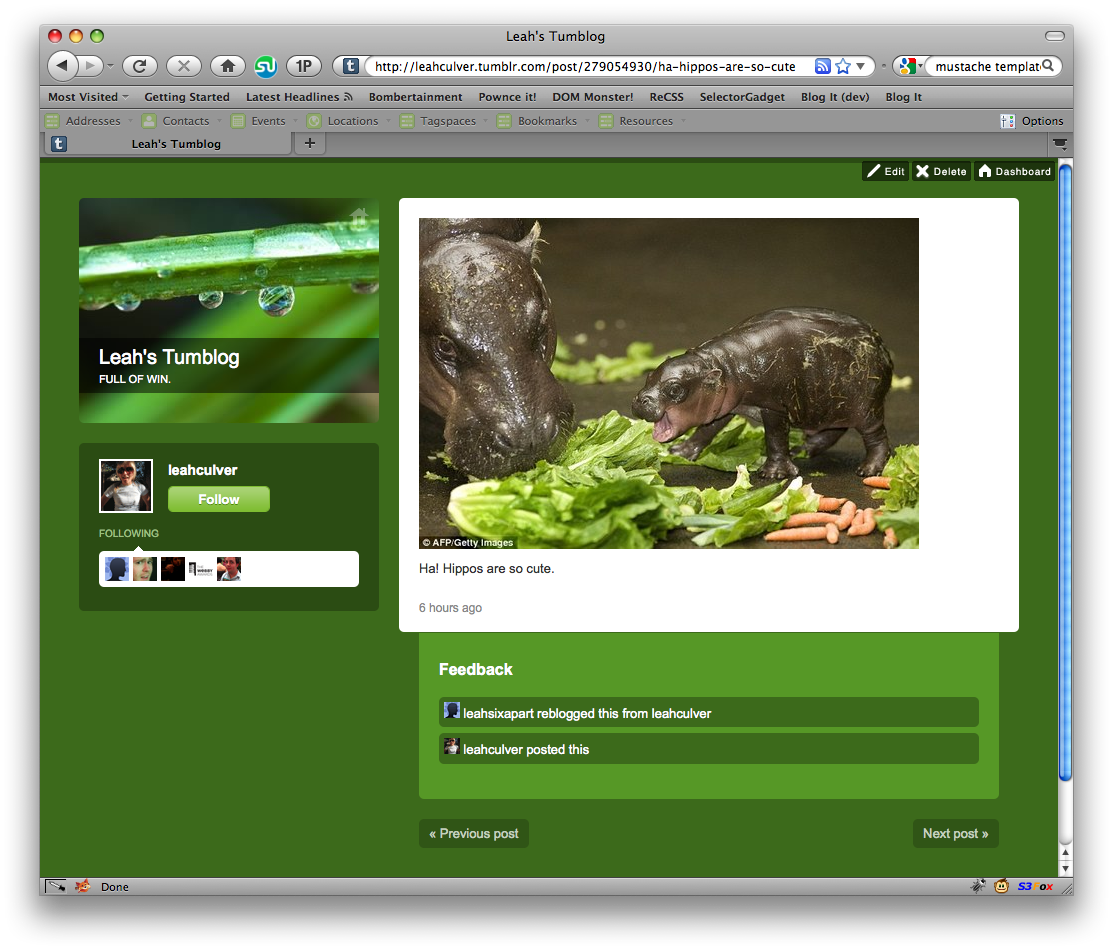 Leah's Tumblog
1P
t http://leahculver.tumblr.com/post/279054930/ha-hippos-are-so-cute
mustache templat
Most Visited Getting Started Latest Headlines Bombertainment Pownce it! DOM Monster! ReCSS SelectorGadget Blog It (dev) Blog It
Addresses Contacts Events Locations Tagspaces Bookmarks Resources Options
t Leah's Tumblog +
Edit Delete Dashboard
Leah's Tumblog
FULL OF WIN.
leahculver
Follow
FOLLOWING
© AFP/Getty Images
Ha! Hippos are so cute.
6 hours ago
Feedback
leahsixapart reblogged this from leahculver
leahculver posted this
« Previous post Next post »
Done